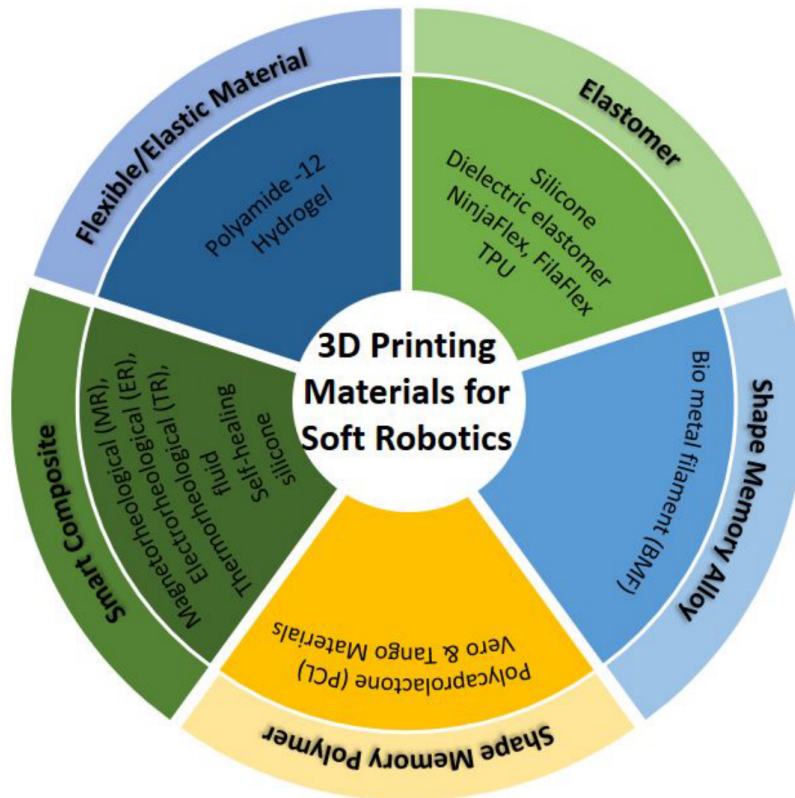 3D Printing
Materials for
Soft Robotics
Elastomer
Silicone
Dielectric elastomer
NinjaFlex, FilaFlex
TPU
Shape Memory Alloy
Bio metal filament (BMF)
Shape Memory Polymer
Polycaprolactone (PCL)
Vero & Tango Materials
Smart Composite
Magnetorheological (MR),
Electrorheological (ER),
Thermorheological (TR),
fluid
Self-healing
silicone
Flexible/Elastic Material
Polyamide -12
Hydrogel